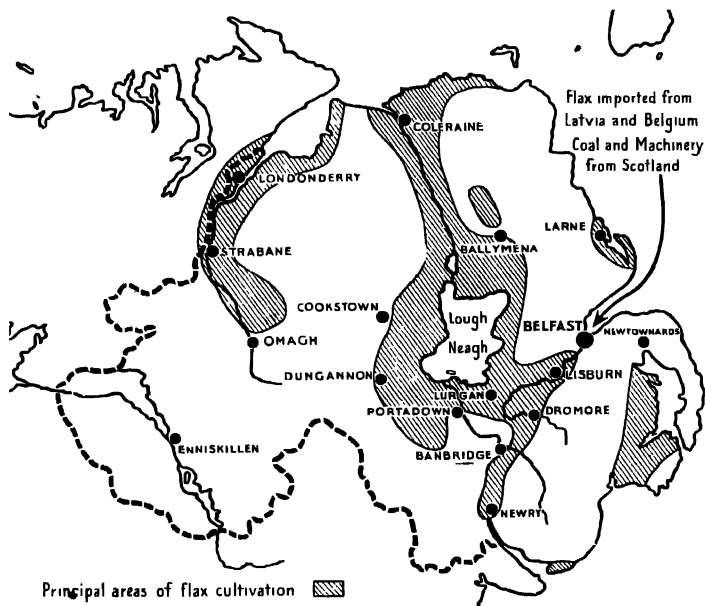 Flax imported from
Latvia and Belgium
Coal and Machinery
from Scotland
COLERAINE
LONDONDERRY
LARNE
BALLYMENA
STRABANE
COOKSTOWN
Lough
Neagh
BELFAST
NEWTOWNARDS
OMAGH
DUNGANNON
LISBURN
LURGAN
PORTADOWN
DROMORE
ENNISKILLEN
BANBRIDGE
NEWRY
Principal areas of flax cultivation